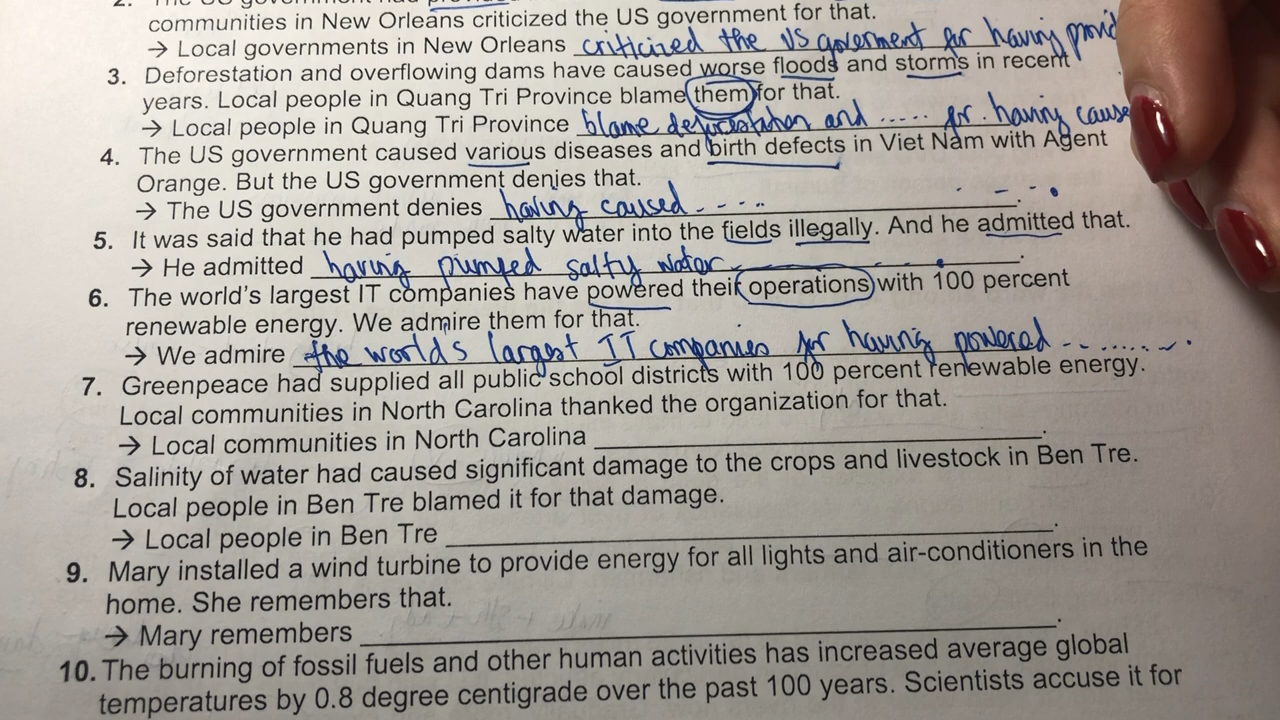 2. The US government had
communities in New Orleans criticized the US government for that.
→ Local governments in New Orleans criticized the US goverment for having provid
3. Deforestation and overflowing dams have caused worse floods and storms in recent
years. Local people in Quang Tri Province blame them for that.
→ Local people in Quang Tri Province blame deforestation and ..... for having cause
4. The US government caused various diseases and birth defects in Viet Nam with Agent
Orange. But the US government denies that.
→ The US government denies having caused - - - - .
5. It was said that he had pumped salty water into the fields illegally. And he admitted that.
→ He admitted having pumped salty water .
6. The world's largest IT companies have powered their operations with 100 percent
renewable energy. We admire them for that.
→ We admire the world's largest IT companies for having powered - - ...... .
7. Greenpeace had supplied all public school districts with 100 percent renewable energy.
Local communities in North Carolina thanked the organization for that.
→ Local communities in North Carolina .
8. Salinity of water had caused significant damage to the crops and livestock in Ben Tre.
Local people in Ben Tre blamed it for that damage.
→ Local people in Ben Tre .
9. Mary installed a wind turbine to provide energy for all lights and air-conditioners in the
home. She remembers that.
→ Mary remembers .
10. The burning of fossil fuels and other human activities has increased average global
temperatures by 0.8 degree centigrade over the past 100 years. Scientists accuse it for